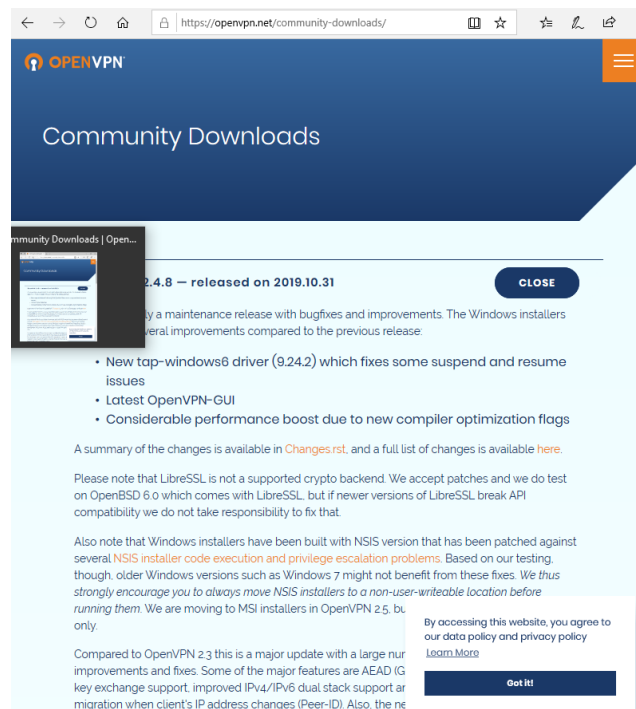 https://openvpn.net/community-downloads/
OPENVPN
Community Downloads
mmunity Downloads | Open...
2.4.8 — released on 2019.10.31
CLOSE
ly a maintenance release with bugfixes and improvements. The Windows installers
veral improvements compared to the previous release:
• New tap-windows6 driver (9.24.2) which fixes some suspend and resume
issues
• Latest OpenVPN-GUI
• Considerable performance boost due to new compiler optimization flags
A summary of the changes is available in Changes.rst, and a full list of changes is available here.
Please note that LibreSSL is not a supported crypto backend. We accept patches and we do test
on OpenBSD 6.0 which comes with LibreSSL, but if newer versions of LibreSSL break API
compatibility we do not take responsibility to fix that.
Also note that Windows installers have been built with NSIS version that has been patched against
several NSIS installer code execution and privilege escalation problems. Based on our testing,
though, older Windows versions such as Windows 7 might not benefit from these fixes. We thus
strongly encourage you to always move NSIS installers to a non-user-writeable location before
running them. We are moving to MSI installers in OpenVPN 2.5, bu
only.
Compared to OpenVPN 2.3 this is a major update with a large nu
improvements and fixes. Some of the major features are AEAD (G
key exchange support, improved IPv4/IPv6 dual stack support ar
migration when client's IP address changes (Peer-ID). Also, the ne
By accessing this website, you agree to
our data policy and privacy policy
Learn More
Got it!